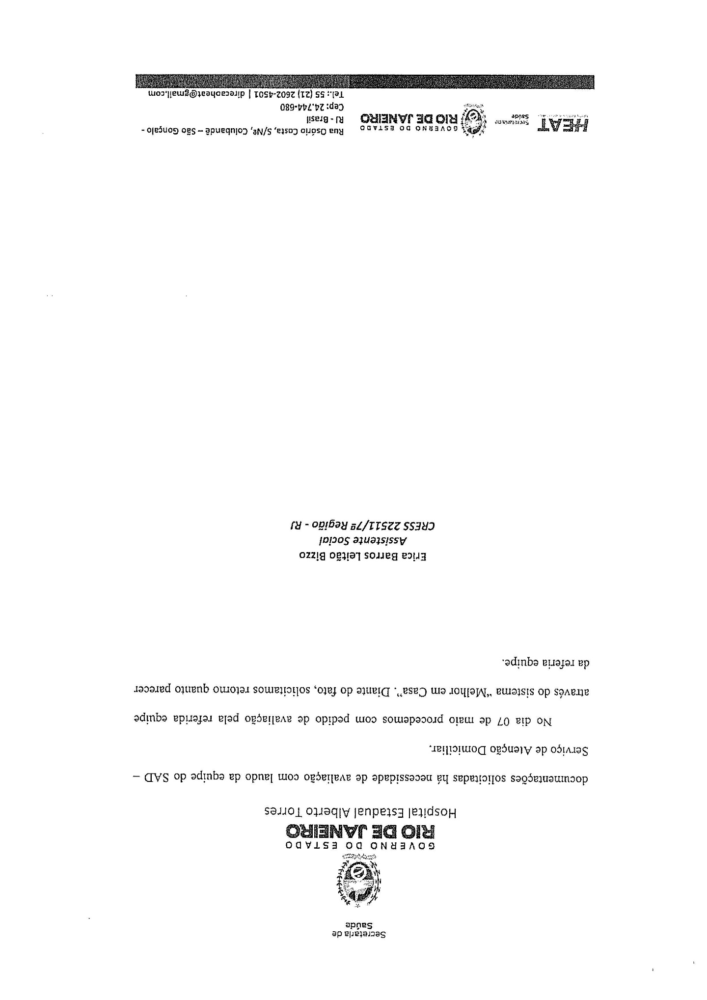 Secretaria de
Saúde
GOVERNO DO ESTADO
RIO DE JANEIRO
Hospital Estadual Alberto Torres
documentações solicitadas há necessidade de avaliação com laudo da equipe do SAD –
Serviço de Atenção Domiciliar.
No dia 07 de maio procedemos com pedido de avaliação pela referida equipe
através do sistema "Melhor em Casa". Diante do fato, solicitamos retorno quanto parecer
da referia equipe.
Erica Barros Leitão Bizzo
Assistente Social
CRESS 22511/7ª Região - RJ
HEAT
Secretaria de
Saúde
GOVERNO DO ESTADO
RIO DE JANEIRO
Rua Osório Costa, S/Nº, Colubandê – São Gonçalo -
RJ - Brasil
Cep: 24.744-680
Tel.: 55 (21) 2602-4501 | direcaoheat@gmail.com